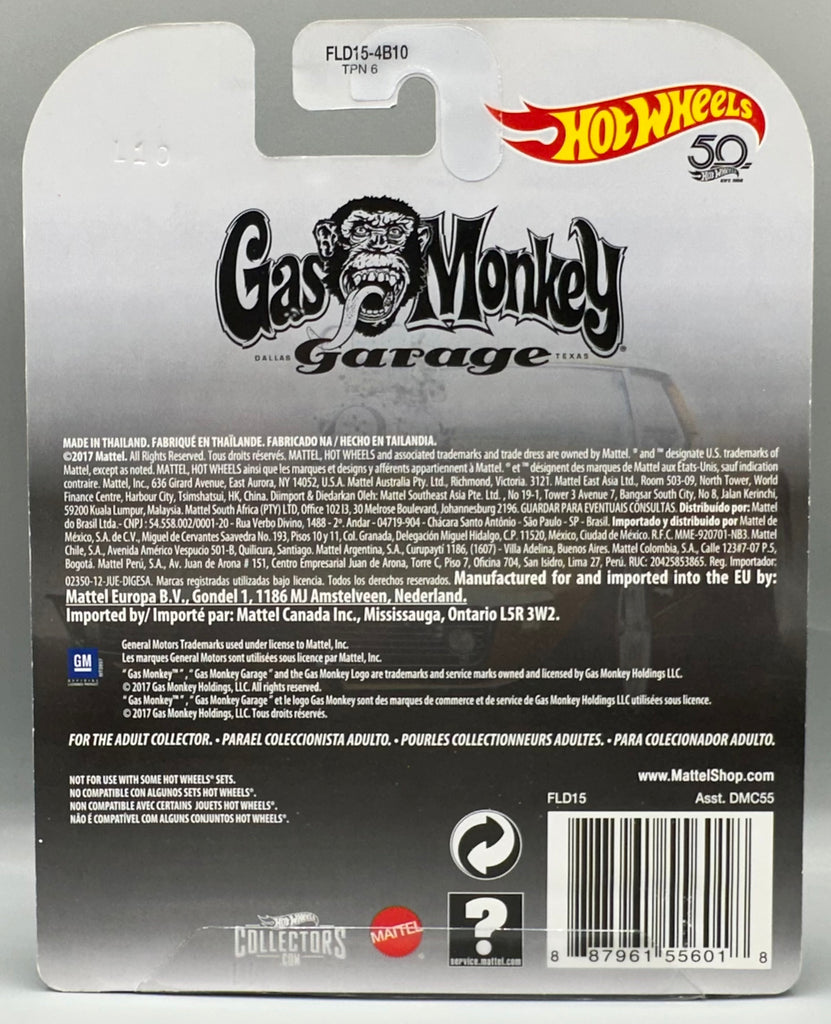 FLD15-4B10
TPN 6
HOT WHEELS
50
HOT WHEELS
EST. 1968
L16
Gas Monkey
DALLAS Garage TEXAS
MADE IN THAILAND. FABRIQUÉ EN THAÏLANDE. FABRICADO NA / HECHO EN TAILANDIA.
©2017 Mattel. All Rights Reserved. Tous droits réservés. MATTEL, HOT WHEELS and associated trademarks and trade dress are owned by Mattel. ® and ™ designate U.S. trademarks of
Mattel, except as noted. MATTEL, HOT WHEELS ainsi que les marques et designs y afférents appartiennent à Mattel. ® et ™ désignent des marques de Mattel aux États-Unis, sauf indication
contraire. Mattel, Inc., 636 Girard Avenue, East Aurora, NY 14052, U.S.A. Mattel Australia Pty. Ltd., Richmond, Victoria. 3121. Mattel East Asia Ltd., Room 503-09, North Tower, World
Finance Centre, Harbour City, Tsimshatsui, HK, China. Diimport & Diedarkan Oleh: Mattel Southeast Asia Pte. Ltd. , No 19-1, Tower 3 Avenue 7, Bangsar South City, No 8, Jalan Kerinchi,
59200 Kuala Lumpur, Malaysia. Mattel South Africa (PTY) LTD, Office 102 I3, 30 Melrose Boulevard, Johannesburg 2196. GUARDAR PARA EVENTUAIS CONSULTAS. Distribuído por: Mattel
do Brasil Ltda.- CNPJ : 54.558.002/0001-20 - Rua Verbo Divino, 1488 - 2º. Andar - 04719-904 - Chácara Santo Antônio - São Paulo - SP - Brasil. Importado y distribuido por Mattel de
México, S.A. de C.V., Miguel de Cervantes Saavedra No. 193, Pisos 10 y 11, Col. Granada, Delegación Miguel Hidalgo, C.P. 11520, México, Ciudad de México. R.F.C. MME-920701-NB3. Mattel
Chile, S.A., Avenida Américo Vespucio 501-B, Quilicura, Santiago. Mattel Argentina, S.A., Curupaytí 1186, (1607) - Villa Adelina, Buenos Aires. Mattel Colombia, S.A., Calle 123#7-07 P.5,
Bogotá. Mattel Perú, S.A., Av. Juan de Arona # 151, Centro Empresarial Juan de Arona, Torre C, Piso 7, Oficina 704, San Isidro, Lima 27, Perú. RUC: 20425853865. Reg. Importador:
02350-12-JUE-DIGESA. Marcas registradas utilizadas bajo licencia. Todos los derechos reservados. Manufactured for and imported into the EU by:
Mattel Europa B.V., Gondel 1, 1186 MJ Amstelveen, Nederland.
Imported by/ Importé par: Mattel Canada Inc., Mississauga, Ontario L5R 3W2.
GM
General Motors Trademarks used under license to Mattel, Inc.
Les marques General Motors sont utilisées sous licence par Mattel, Inc.
"Gas Monkey™", "Gas Monkey Garage" and the Gas Monkey Logo are trademarks and service marks owned and licensed by Gas Monkey Holdings LLC.
© 2017 Gas Monkey Holdings, LLC. All rights reserved.
"Gas Monkey™", "Gas Monkey Garage" et le logo Gas Monkey sont des marques de commerce et de service de Gas Monkey Holdings LLC utilisées sous licence.
© 2017 Gas Monkey Holdings, LLC. Tous droits réservés.
FOR THE ADULT COLLECTOR. • PARAEL COLECCIONISTA ADULTO. • POURLES COLLECTIONNEURS ADULTES. • PARA COLECIONADOR ADULTO.
NOT FOR USE WITH SOME HOT WHEELS® SETS.
NO COMPATIBLE CON ALGUNOS SETS HOT WHEELS®.
NON COMPATIBLE AVEC CERTAINS JOUETS HOT WHEELS®.
NÃO É COMPATÍVEL COM ALGUNS CONJUNTOS HOT WHEELS®.
www.MattelShop.com
FLD15 Asst. DMC55
HOT WHEELS
COLLECTORS
.COM
MATTEL
?
service.mattel.com
8 87961 55601 8